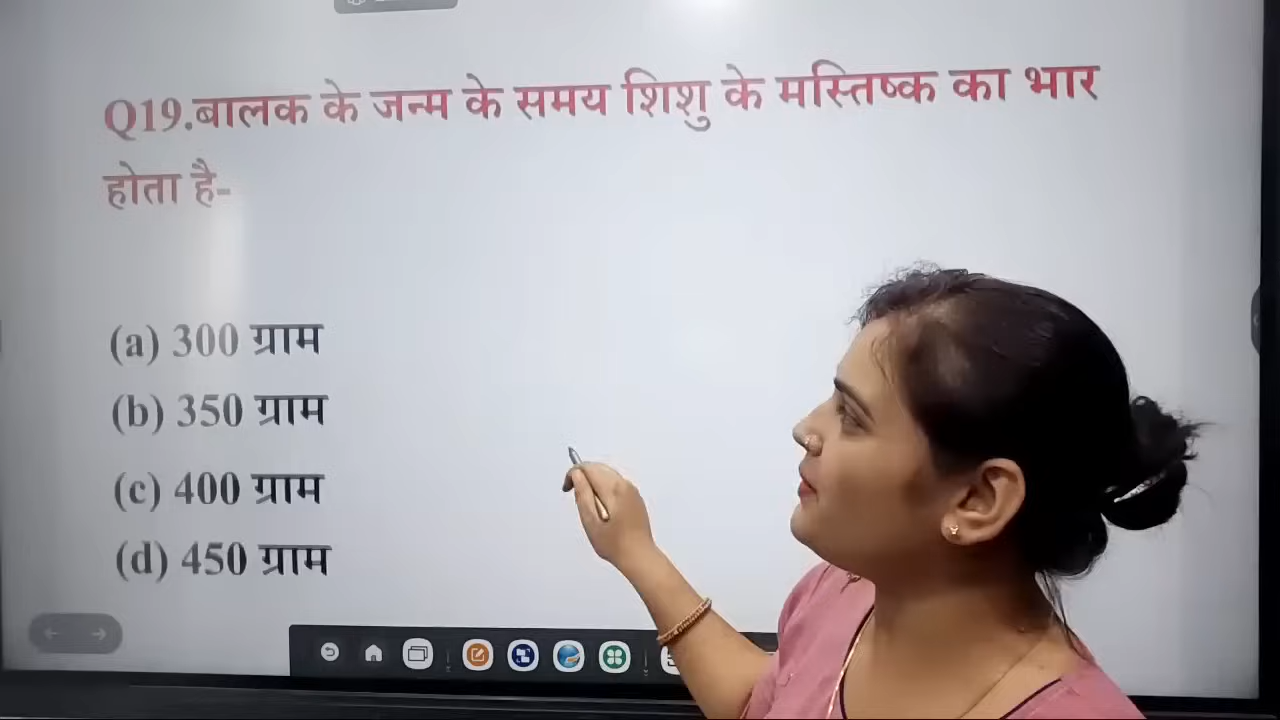 Q19.बालक के जन्म के समय शिशु के मस्तिष्क का भार
होता है-
(a) 300 ग्राम
(b) 350 ग्राम
(c) 400 ग्राम
(d) 450 ग्राम